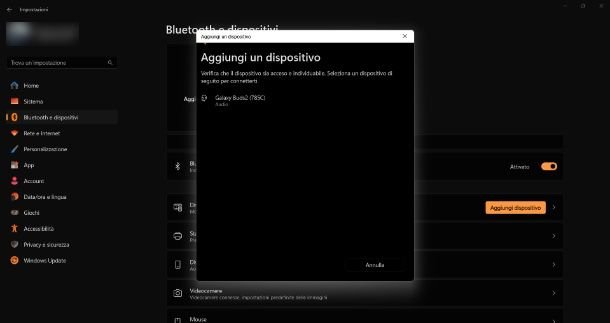 Impostazioni
Bluetooth e dispositivi
Trova un'impostazione
Home
Sistema
Bluetooth e dispositivi
Rete e Internet
Personalizzazione
App
Account
Data/ora e lingua
Giochi
Accessibilità
Privacy e sicurezza
Windows Update
Aggiungi un dispositivo
Aggiungi un dispositivo
Verifica che il dispositivo sia acceso e individuabile. Seleziona un dispositivo di
seguito per connetterti.
Galaxy Buds2 (785C)
Audio
Annulla
Attivato
Aggiungi dispositivo
Videocamere
Videocamere connesse, impostazioni predefinite delle immagini
Mouse